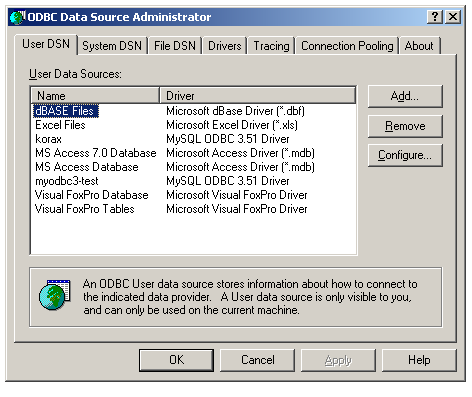 ODBC Data Source Administrator
User DSN System DSN File DSN Drivers Tracing Connection Pooling About
User Data Sources:
Name Driver
dBASE Files Microsoft dBase Driver (*.dbf)
Excel Files Microsoft Excel Driver (*.xls)
korax MySQL ODBC 3.51 Driver
MS Access 7.0 Database Microsoft Access Driver (*.mdb)
MS Access Database Microsoft Access Driver (*.mdb)
myodbc3-test MySQL ODBC 3.51 Driver
Visual FoxPro Database Microsoft Visual FoxPro Driver
Visual FoxPro Tables Microsoft Visual FoxPro Driver
Add...
Remove
Configure...
An ODBC User data source stores information about how to connect to
the indicated data provider. A User data source is only visible to you,
and can only be used on the current machine.
OK Cancel Apply Help